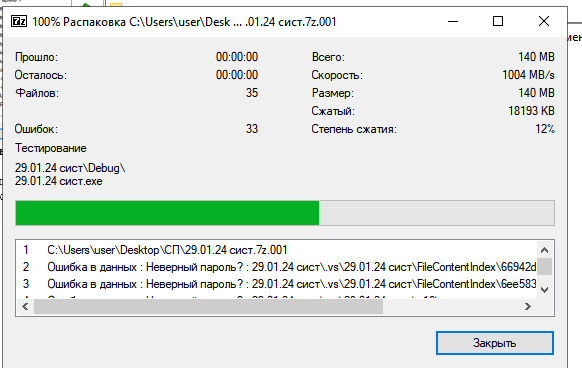 7z 100% Распаковка C:\Users\user\Desk ... .01.24 сист.7z.001
Прошло: 00:00:00 Всего: 140 MB
Осталось: 00:00:00 Скорость: 1004 MB/s
Файлов: 35 Размер: 140 MB
Сжатый: 18193 KB
Ошибок: 33 Степень сжатия: 12%
Тестирование
29.01.24 сист\Debug\
29.01.24 сист.exe
1 C:\Users\user\Desktop\СП\29.01.24 сист.7z.001
2 Ошибка в данных : Неверный пароль? : 29.01.24 сист\.vs\29.01.24 сист\FileContentIndex\66942d
3 Ошибка в данных : Неверный пароль? : 29.01.24 сист\.vs\29.01.24 сист\FileContentIndex\6ee583
Закрыть